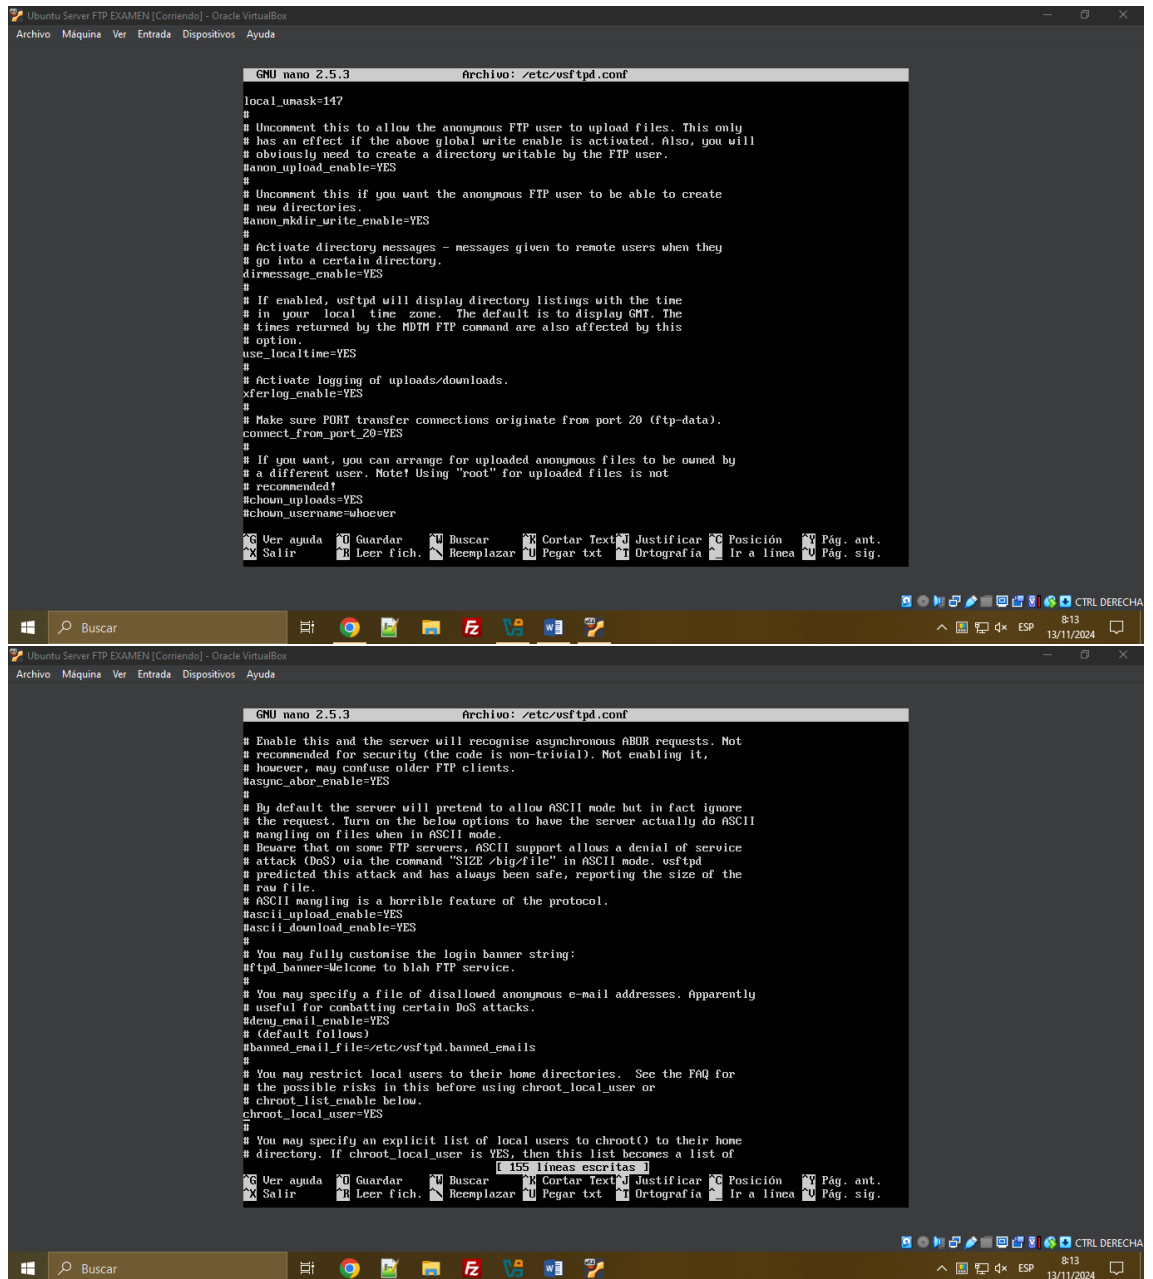 Ubuntu Server FTP EXAMEN [Corriendo] - Oracle VirtualBox
Archivo Máquina Ver Entrada Dispositivos Ayuda
GNU nano 2.5.3 Archivo: /etc/vsftpd.conf
local_umask=147
#
# Uncomment this to allow the anonymous FTP user to upload files. This only
# has an effect if the above global write enable is activated. Also, you will
# obviously need to create a directory writable by the FTP user.
#anon_upload_enable=YES
#
# Uncomment this if you want the anonymous FTP user to be able to create
# new directories.
#anon_mkdir_write_enable=YES
#
# Activate directory messages - messages given to remote users when they
# go into a certain directory.
dirmessage_enable=YES
#
# If enabled, vsftpd will display directory listings with the time
# in your local time zone. The default is to display GMT. The
# times returned by the MDTM FTP command are also affected by this
# option.
use_localtime=YES
#
# Activate logging of uploads/downloads.
xferlog_enable=YES
#
# Make sure PORT transfer connections originate from port 20 (ftp-data).
connect_from_port_20=YES
#
# If you want, you can arrange for uploaded anonymous files to be owned by
# a different user. Note! Using "root" for uploaded files is not
# recommended!
#chown_uploads=YES
#chown_username=whoever
^G Ver ayuda ^O Guardar ^W Buscar ^K Cortar Text ^J Justificar ^C Posición ^Y Pág. ant.
^X Salir ^R Leer fich. ^\ Reemplazar ^U Pegar txt ^T Ortografía ^_ Ir a línea ^V Pág. sig.
CTRL DERECHA
Buscar
ESP
8:13
13/11/2024
Ubuntu Server FTP EXAMEN [Corriendo] - Oracle VirtualBox
Archivo Máquina Ver Entrada Dispositivos Ayuda
GNU nano 2.5.3 Archivo: /etc/vsftpd.conf
# Enable this and the server will recognise asynchronous ABOR requests. Not
# recommended for security (the code is non-trivial). Not enabling it,
# however, may confuse older FTP clients.
#async_abor_enable=YES
#
# By default the server will pretend to allow ASCII mode but in fact ignore
# the request. Turn on the below options to have the server actually do ASCII
# mangling on files when in ASCII mode.
# Beware that on some FTP servers, ASCII support allows a denial of service
# attack (DoS) via the command "SIZE /big/file" in ASCII mode. vsftpd
# predicted this attack and has always been safe, reporting the size of the
# raw file.
# ASCII mangling is a horrible feature of the protocol.
#ascii_upload_enable=YES
#ascii_download_enable=YES
#
# You may fully customise the login banner string:
#ftpd_banner=Welcome to blah FTP service.
#
# You may specify a file of disallowed anonymous e-mail addresses. Apparently
# useful for combatting certain DoS attacks.
#deny_email_enable=YES
# (default follows)
#banned_email_file=/etc/vsftpd.banned_emails
#
# You may restrict local users to their home directories. See the FAQ for
# the possible risks in this before using chroot_local_user or
# chroot_list_enable below.
chroot_local_user=YES
#
# You may specify an explicit list of local users to chroot() to their home
# directory. If chroot_local_user is YES, then this list becomes a list of
[ 155 líneas escritas ]
^G Ver ayuda ^O Guardar ^W Buscar ^K Cortar Text ^J Justificar ^C Posición ^Y Pág. ant.
^X Salir ^R Leer fich. ^\ Reemplazar ^U Pegar txt ^T Ortografía ^_ Ir a línea ^V Pág. sig.
CTRL DERECHA
Buscar
ESP
8:13
13/11/2024